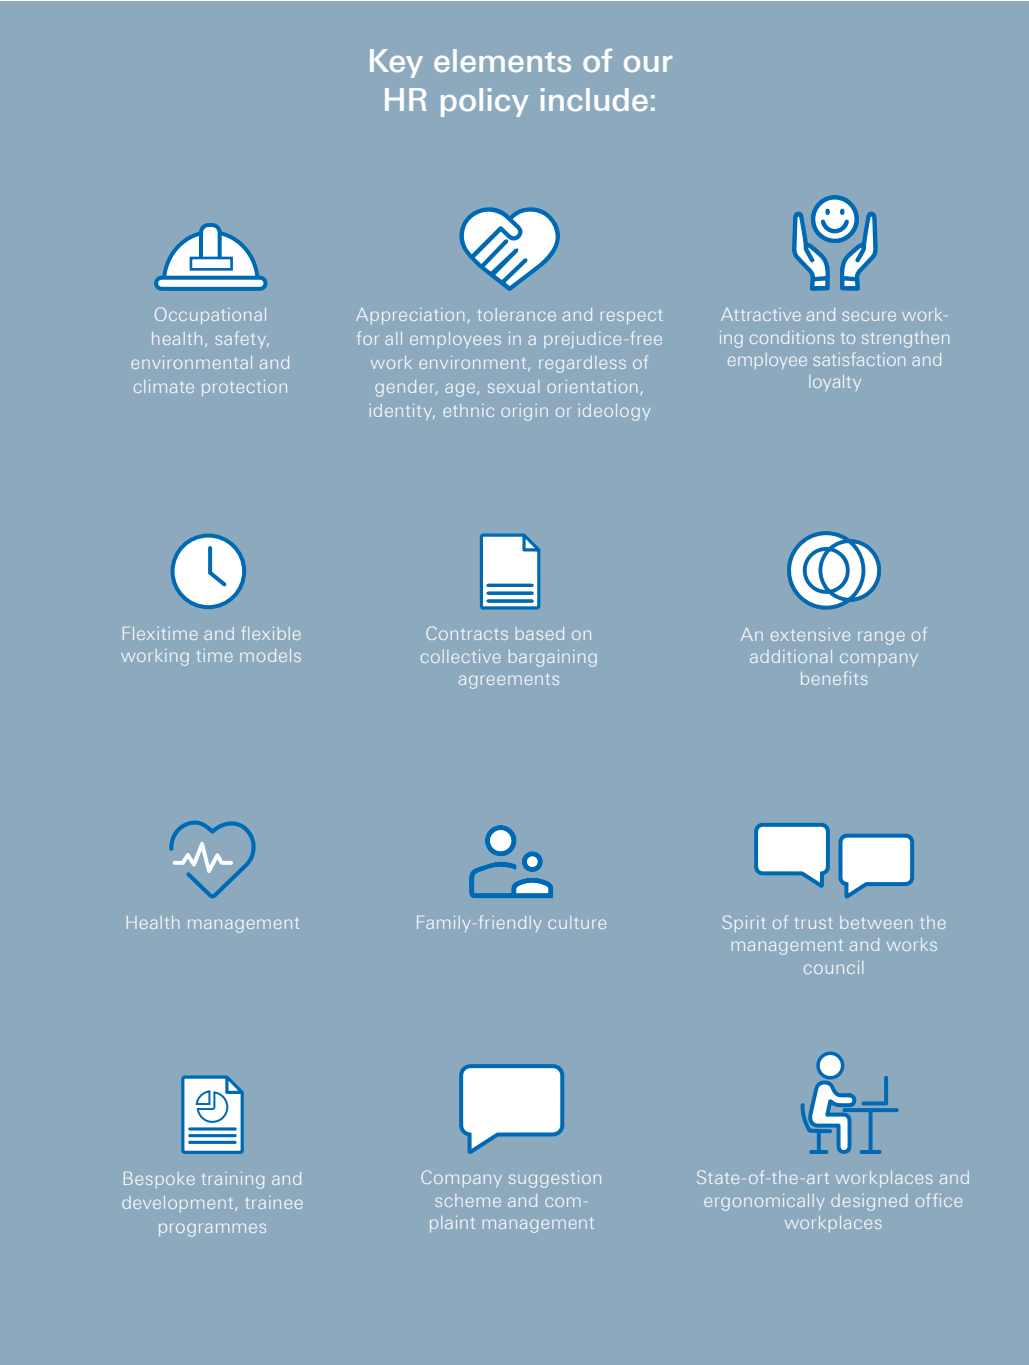 Key elements of our
HR policy include:
Occupational
health, safety,
environmental and
climate protection
Appreciation, tolerance and respect
for all employees in a prejudice-free
work environment, regardless of
gender, age, sexual orientation,
identity, ethnic origin or ideology
Attractive and secure work-
ing conditions to strengthen
employee satisfaction and
loyalty
Flexitime and flexible
working time models
Contracts based on
collective bargaining
agreements
An extensive range of
additional company
benefits
Health management
Family-friendly culture
Spirit of trust between the
management and works
council
Bespoke training and
development, trainee
programmes
Company suggestion
scheme and com-
plaint management
State-of-the-art workplaces and
ergonomically designed office
workplaces